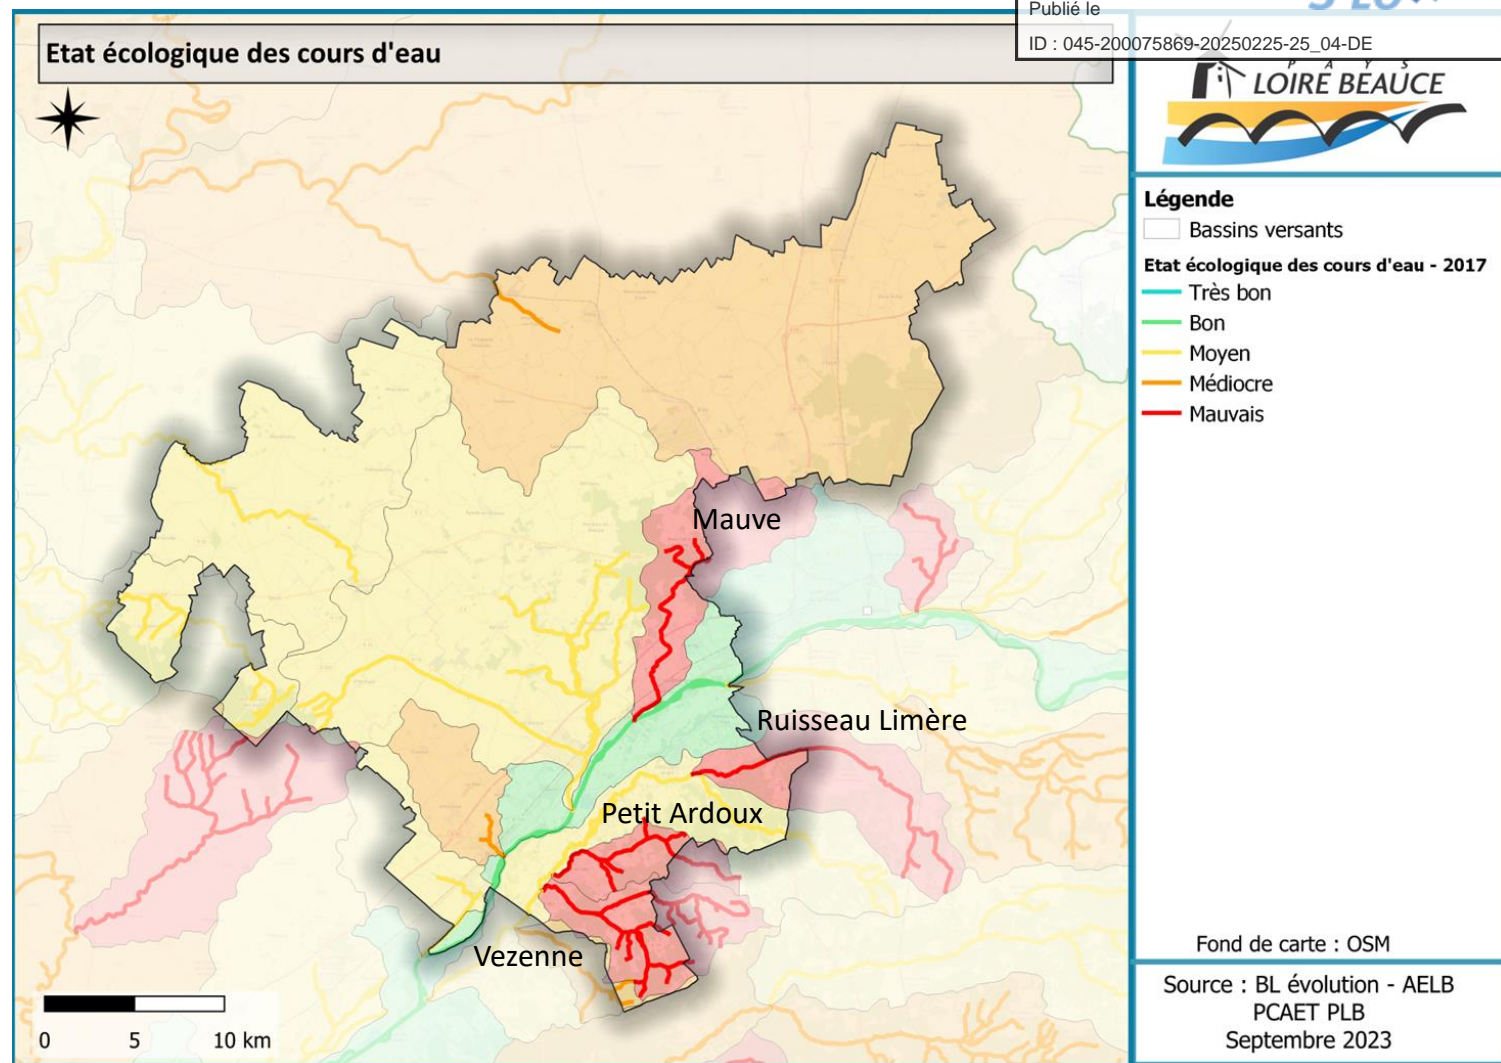 Publié le
ID : 045-200075869-20250225-25_04-DE
Etat écologique des cours d'eau
PAYS
LOIRE BEAUCE
Légende
Bassins versants
Etat écologique des cours d'eau - 2017
Très bon
Bon
Moyen
Médiocre
Mauvais
Mauve
Ruisseau Limère
Petit Ardoux
Vezenne
0 5 10 km
Fond de carte : OSM
Source : BL évolution - AELB
PCAET PLB
Septembre 2023